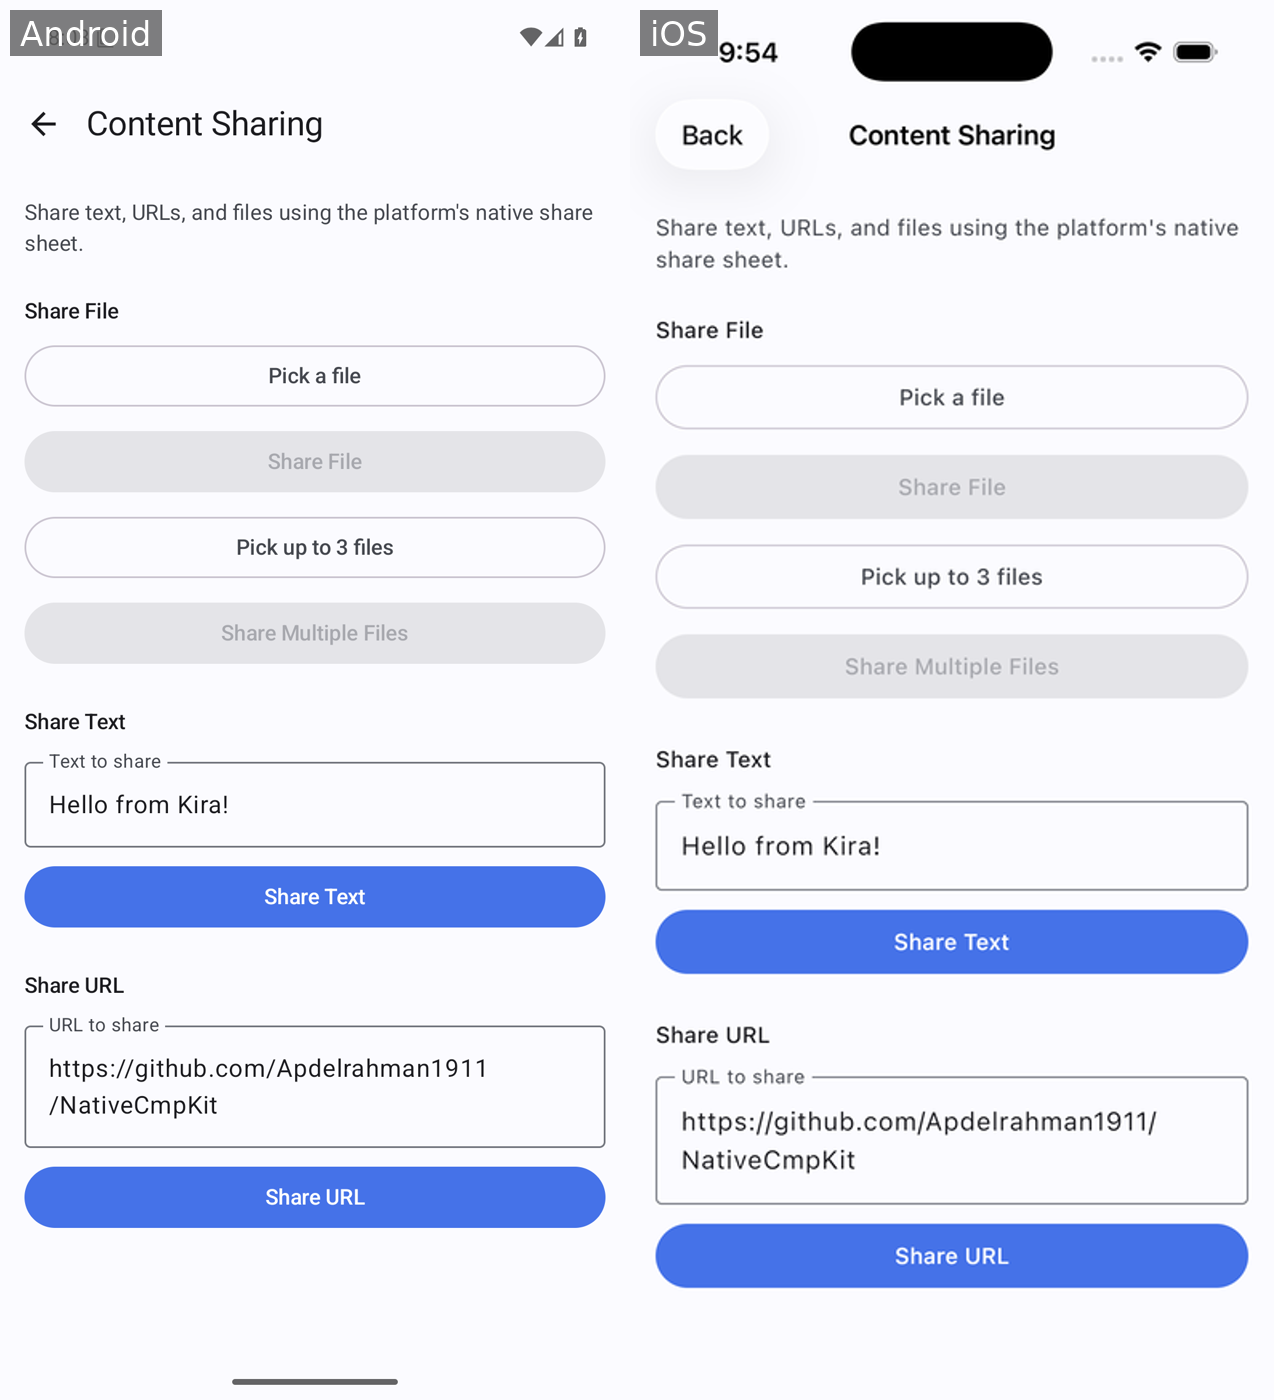 Android
Content Sharing
Share text, URLs, and files using the platform's native share
sheet.
Share File
Pick a file
Share File
Pick up to 3 files
Share Multiple Files
Share Text
Text to share
Hello from Kira!
Share Text
Share URL
URL to share
https://github.com/Apdelrahman1911
/NativeCmpKit
Share URL
iOS
9:54
Back
Content Sharing
Share text, URLs, and files using the platform's native
share sheet.
Share File
Pick a file
Share File
Pick up to 3 files
Share Multiple Files
Share Text
Text to share
Hello from Kira!
Share Text
Share URL
URL to share
https://github.com/Apdelrahman1911/
NativeCmpKit
Share URL